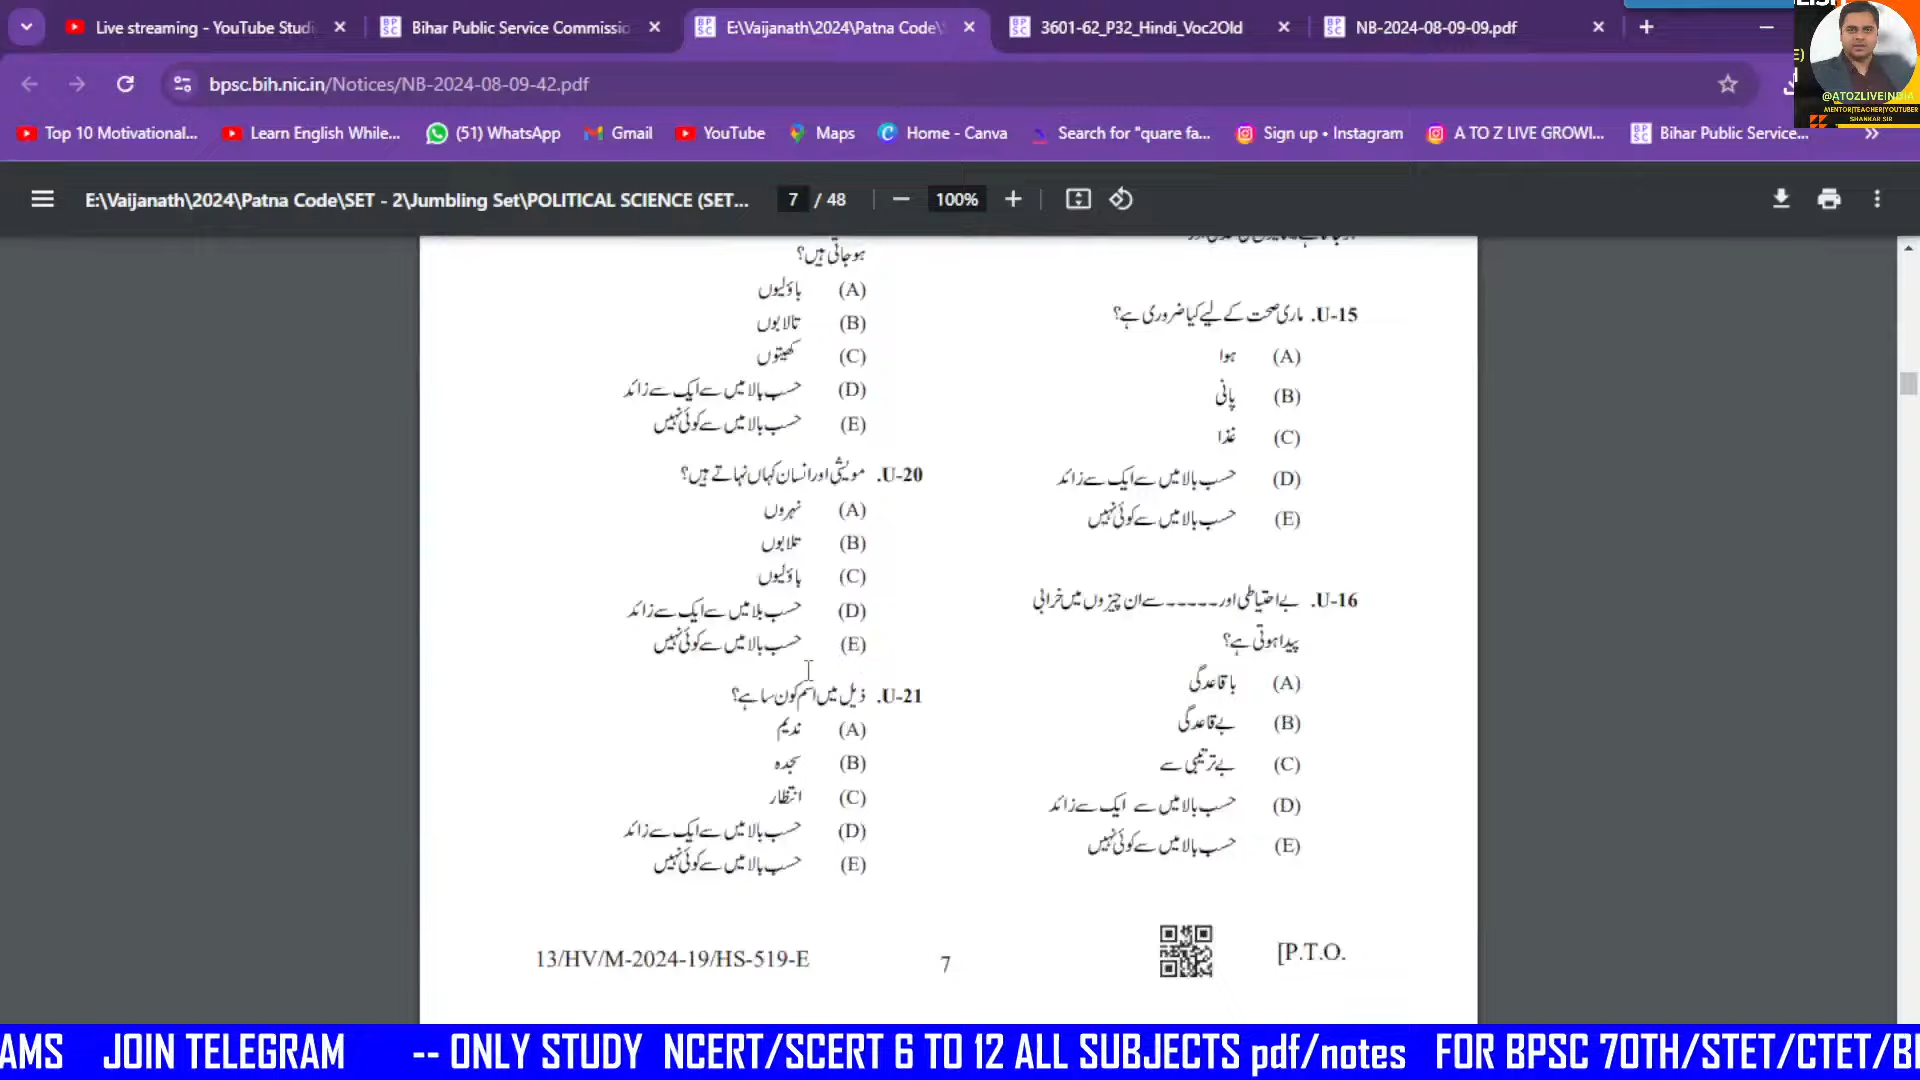 Live streaming - YouTube Studi
Bihar Public Service Commissio
E:\Vaijanath\2024\Patna Code\
3601-62_P32_Hindi_Voc2Old
NB-2024-08-09-09.pdf
bpsc.bih.nic.in/Notices/NB-2024-08-09-42.pdf
@ATOZLIVEINDIA
MENTOR|TEACHER|YOUTUBER
SHANKAR SIR
Top 10 Motivational...
Learn English While...
(51) WhatsApp
Gmail
YouTube
Maps
Home - Canva
Search for "quare fa...
Sign up • Instagram
A TO Z LIVE GROWI...
Bihar Public Service...
E:\Vaijanath\2024\Patna Code\SET - 2\Jumbling Set\POLITICAL SCIENCE (SET...
7 / 48
100%
U-15. ماری صحت کے لیے کیا ضروری ہے؟
(A) ہوا
(B) پانی
(C) غذا
(D) حسب بالا میں سے ایک سے زائد
(E) حسب بالا میں سے کوئی نہیں
U-16. بے احتیاطی اور ----- سے ان چیزوں میں خرابی
پیدا ہوتی ہے؟
(A) باقاعدگی
(B) بے قاعدگی
(C) بے ترتیبی سے
(D) حسب بالا میں سے ایک سے زائد
(E) حسب بالا میں سے کوئی نہیں
ہو جاتی ہیں؟
(A) باؤلیوں
(B) تالابوں
(C) کھیتوں
(D) حسب بالا میں سے ایک سے زائد
(E) حسب بالا میں سے کوئی نہیں
U-20. مویشی اور انسان کہاں نہاتے ہیں؟
(A) نہروں
(B) تلابوں
(C) باؤلیوں
(D) حسب بلا میں سے ایک سے زائد
(E) حسب بالا میں سے کوئی نہیں
U-21. ذیل میں اسم کون سا ہے؟
(A) ندیم
(B) سجدہ
(C) انتظار
(D) حسب بالا میں سے ایک سے زائد
(E) حسب بالا میں سے کوئی نہیں
13/HV/M-2024-19/HS-519-E
7
[P.T.O.
AMS JOIN TELEGRAM -- ONLY STUDY NCERT/SCERT 6 TO 12 ALL SUBJECTS pdf/notes FOR BPSC 70TH/STET/CTET/B